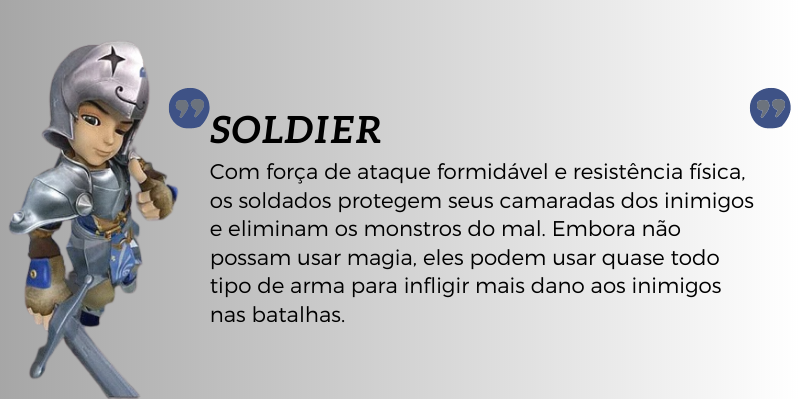 SOLDIER
Com força de ataque formidável e resistência física,
os soldados protegem seus camaradas dos inimigos
e eliminam os monstros do mal. Embora não
possam usar magia, eles podem usar quase todo
tipo de arma para infligir mais dano aos inimigos
nas batalhas.